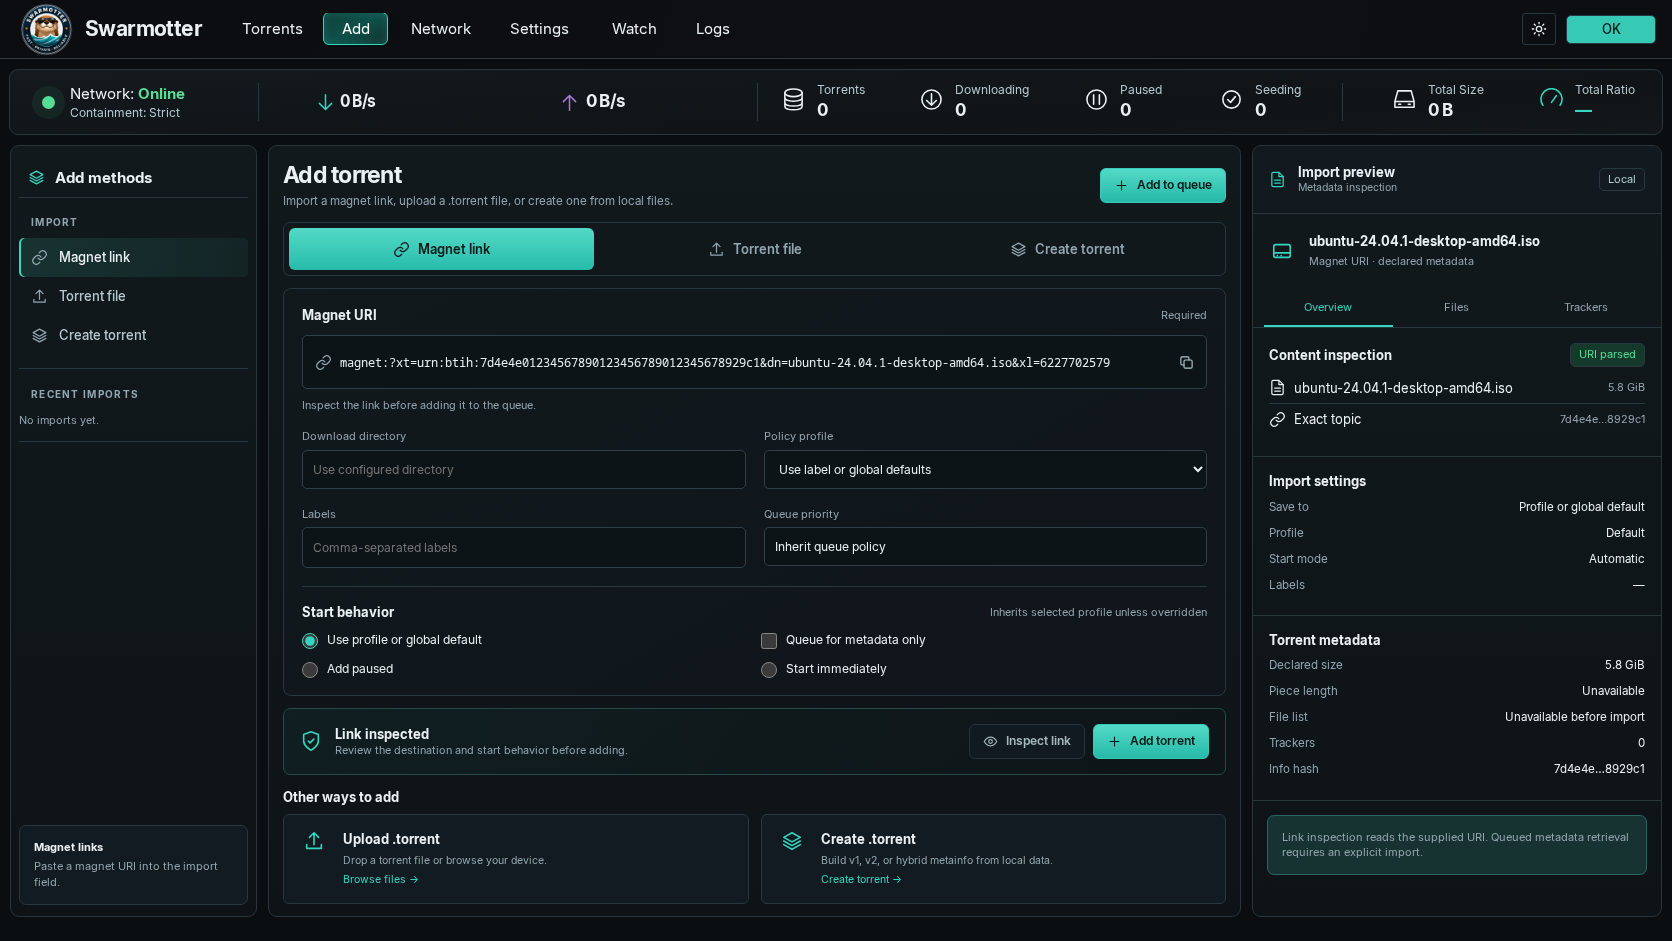 Swarmotter
Torrents
Add
Network
Settings
Watch
Logs
OK
Network: Online
Containment: Strict
0 B/s
0 B/s
Torrents
0
Downloading
0
Paused
0
Seeding
0
Total Size
0 B
Total Ratio
—
Add methods
IMPORT
Magnet link
Torrent file
Create torrent
RECENT IMPORTS
No imports yet.
Magnet links
Paste a magnet URI into the import
field.
Add torrent
Import a magnet link, upload a .torrent file, or create one from local files.
Add to queue
Magnet link
Torrent file
Create torrent
Magnet URI
Required
magnet:?xt=urn:btih:7d4e4e01234567890123456789012345678929c1&dn=ubuntu-24.04.1-desktop-amd64.iso&xl=6227702579
Inspect the link before adding it to the queue.
Download directory
Policy profile
Use configured directory
Use label or global defaults
Labels
Queue priority
Comma-separated labels
Inherit queue policy
Start behavior
Inherits selected profile unless overridden
Use profile or global default
Queue for metadata only
Add paused
Start immediately
Link inspected
Review the destination and start behavior before adding.
Inspect link
Add torrent
Other ways to add
Upload .torrent
Drop a torrent file or browse your device.
Browse files →
Create .torrent
Build v1, v2, or hybrid metainfo from local data.
Create torrent →
Import preview
Metadata inspection
Local
ubuntu-24.04.1-desktop-amd64.iso
Magnet URI · declared metadata
Overview
Files
Trackers
Content inspection
URI parsed
ubuntu-24.04.1-desktop-amd64.iso
5.8 GiB
Exact topic
7d4e4e…8929c1
Import settings
Save to
Profile or global default
Profile
Default
Start mode
Automatic
Labels
—
Torrent metadata
Declared size
5.8 GiB
Piece length
Unavailable
File list
Unavailable before import
Trackers
0
Info hash
7d4e4e…8929c1
Link inspection reads the supplied URI. Queued metadata retrieval
requires an explicit import.